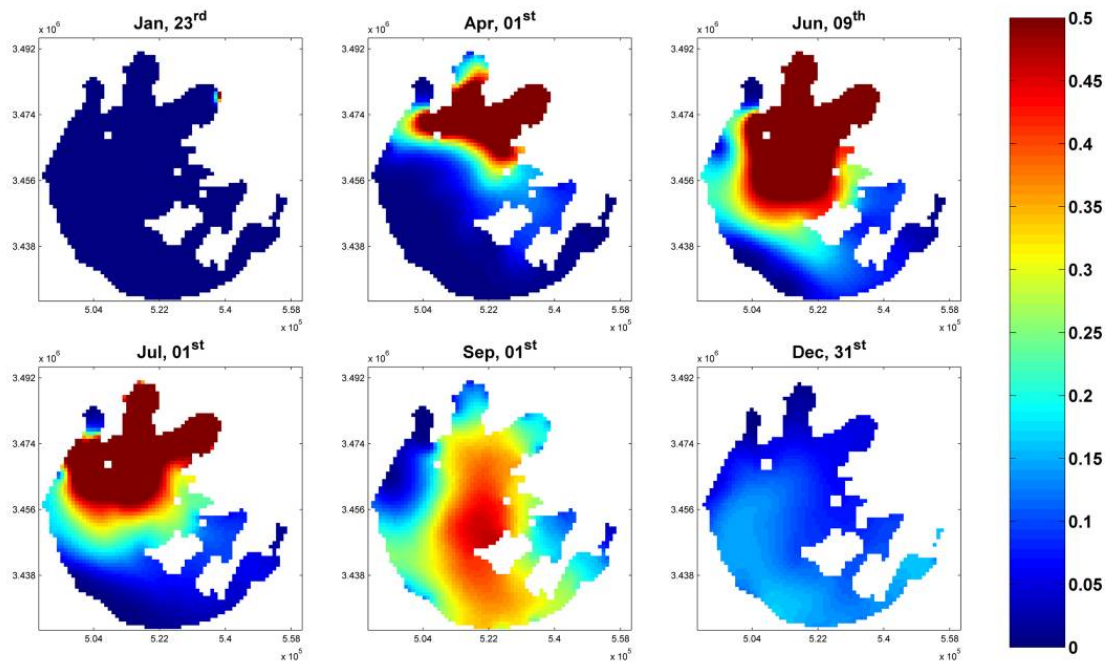 Jan, 23rd
Apr, 01st
Jun, 09th
x 10^6
x 10^6
x 10^6
3.492
3.474
3.456
3.438
3.492
3.474
3.456
3.438
3.492
3.474
3.456
3.438
5.04 5.22 5.4 5.58
5.04 5.22 5.4 5.58
5.04 5.22 5.4 5.58
x 10^5
x 10^5
x 10^5
Jul, 01st
Sep, 01st
Dec, 31st
x 10^6
x 10^6
x 10^6
3.492
3.474
3.456
3.438
3.492
3.474
3.456
3.438
3.492
3.474
3.456
3.438
5.04 5.22 5.4 5.58
5.04 5.22 5.4 5.58
5.04 5.22 5.4 5.58
x 10^5
x 10^5
x 10^5
0.5
0.45
0.4
0.35
0.3
0.25
0.2
0.15
0.1
0.05
0